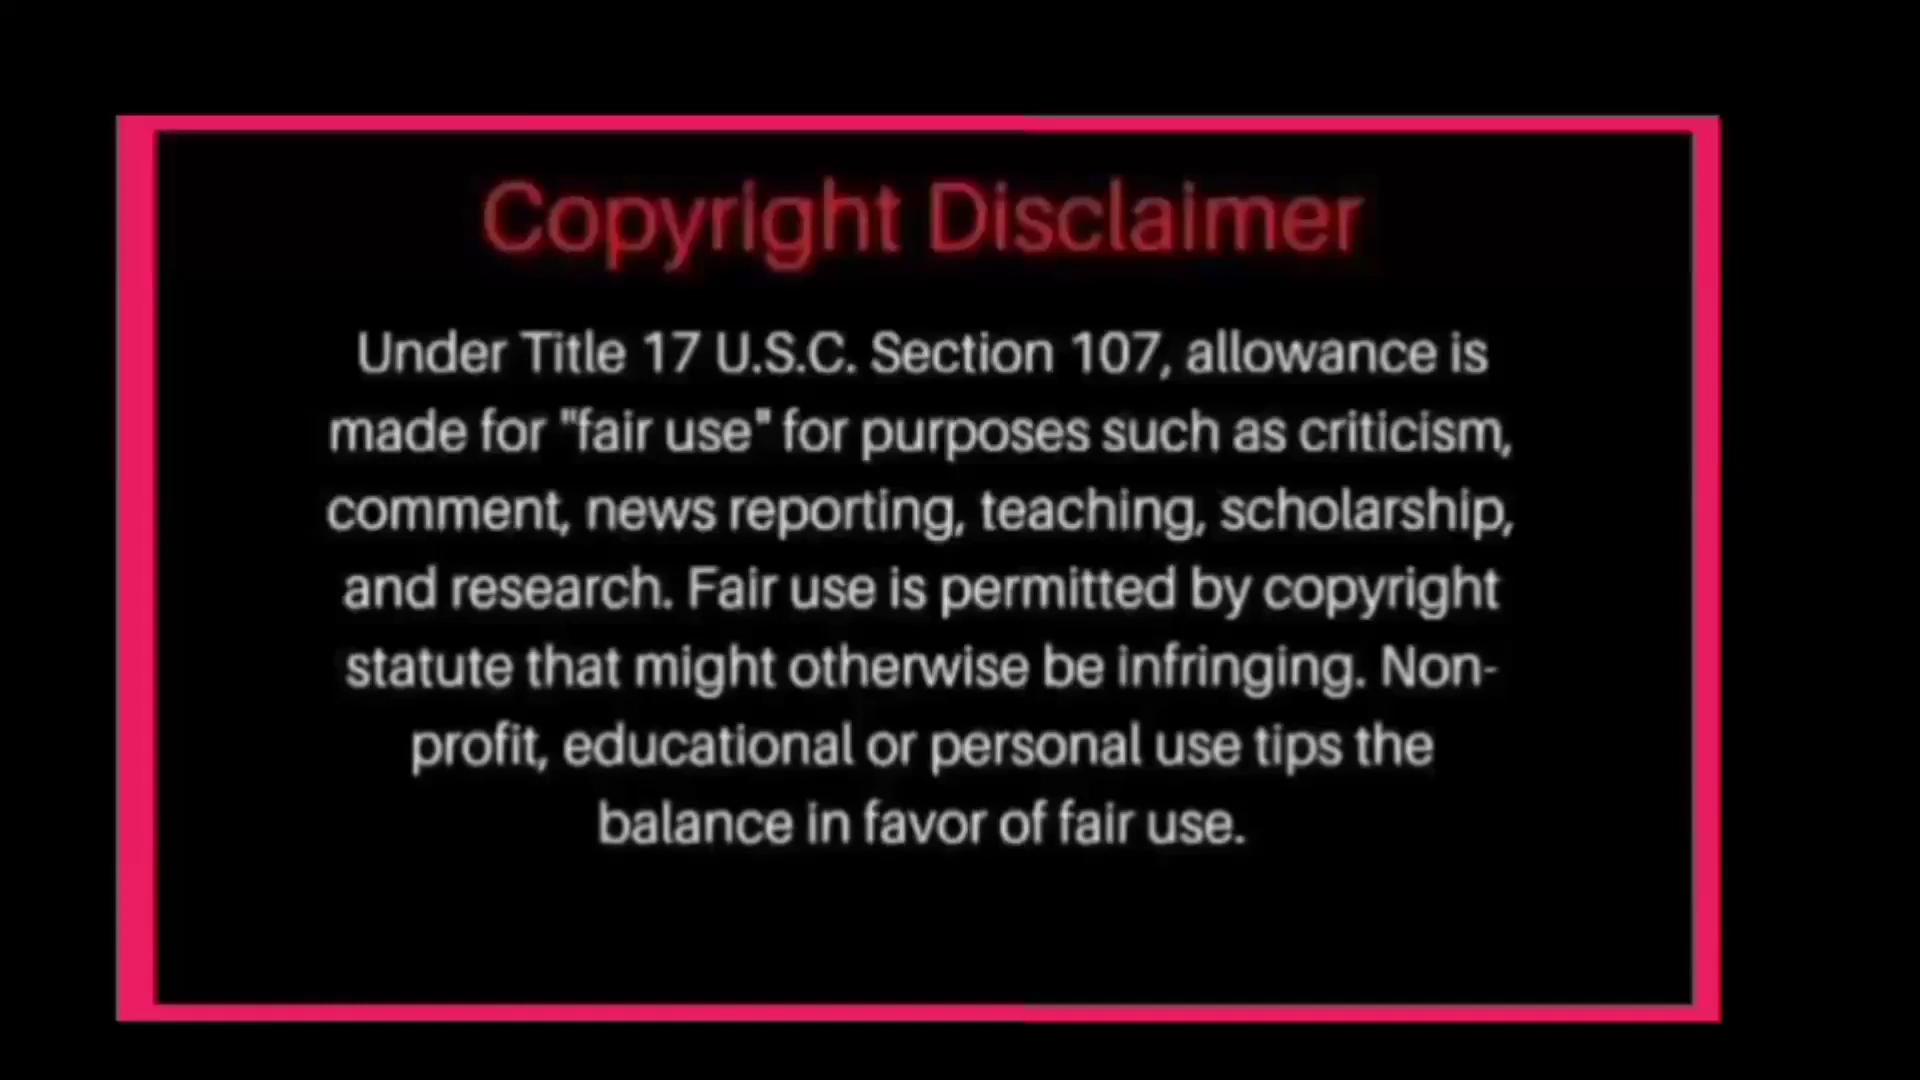 Copyright Disclaimer
Under Title 17 U.S.C. Section 107, allowance is
made for "fair use" for purposes such as criticism,
comment, news reporting, teaching, scholarship,
and research. Fair use is permitted by copyright
statute that might otherwise be infringing. Non-
profit, educational or personal use tips the
balance in favor of fair use.